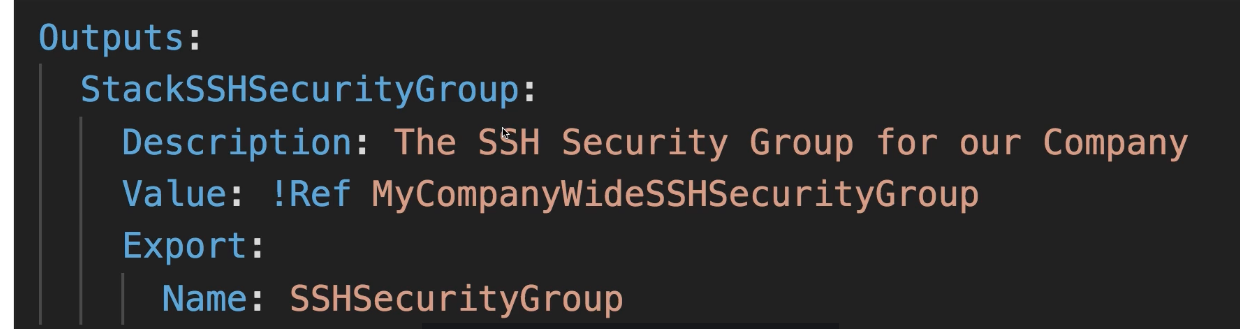 Outputs:
StackSSHSecurityGroup:
Description: The SSH Security Group for our Company
Value: !Ref MyCompanyWideSSHSecurityGroup
Export:
Name: SSHSecurityGroup